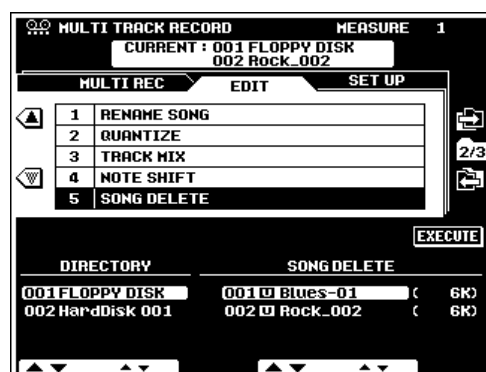 MULTI TRACK RECORD MEASURE 1
CURRENT : 001 FLOPPY DISK
002 Rock_002
MULTI REC EDIT SET UP
1 RENAME SONG
2 QUANTIZE
3 TRACK MIX
2/3
4 NOTE SHIFT
5 SONG DELETE
EXECUTE
DIRECTORY SONG DELETE
001 FLOPPY DISK 001 U Blues-01 ( 6K)
002 HardDisk 001 002 U Rock_002 ( 6K)